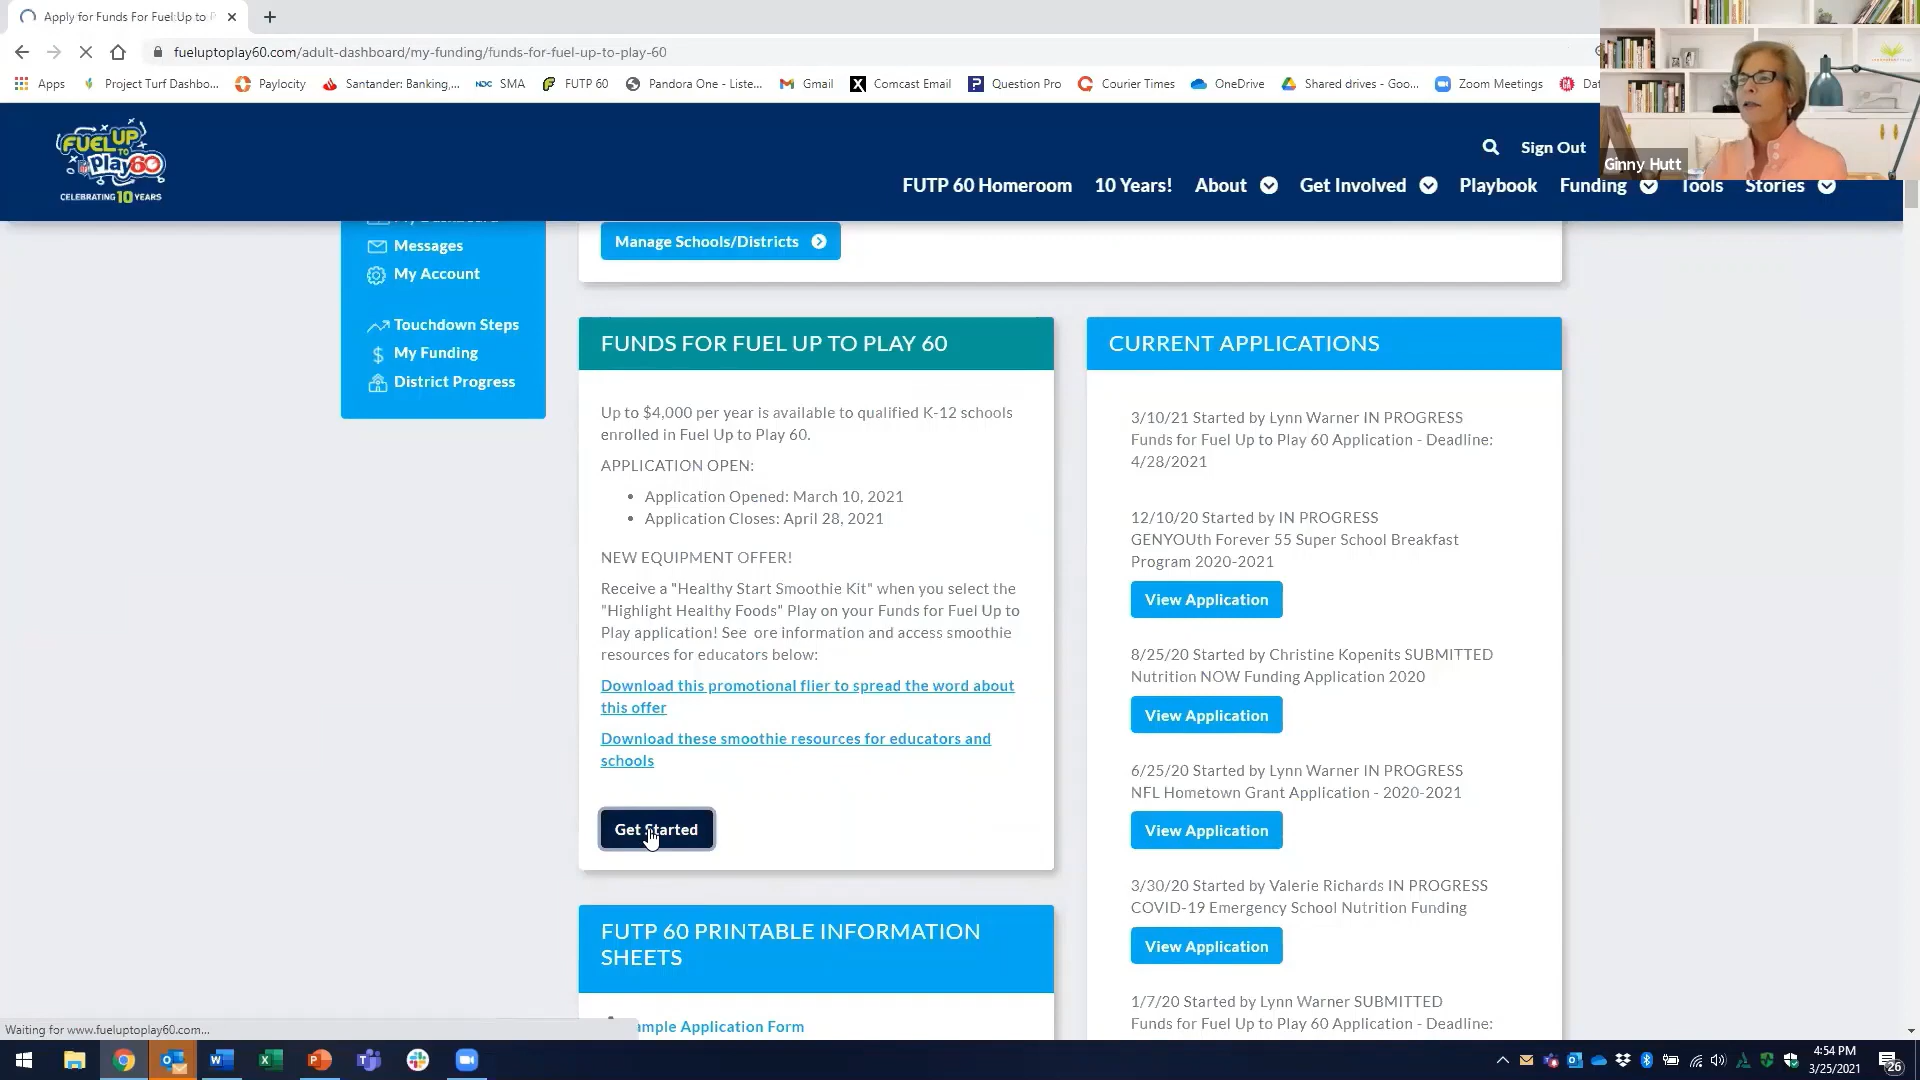 Apply for Funds For Fuel Up to P
fueluptoplay60.com/adult-dashboard/my-funding/funds-for-fuel-up-to-play-60
Apps Project Turf Dashbo... Paylocity Santander: Banking,... NDC SMA FUTP 60 Pandora One - Liste... Gmail Comcast Email Question Pro Courier Times OneDrive Shared drives - Goo... Zoom Meetings
FUEL UP
TO
Play 60
CELEBRATING 10 YEARS
Sign Out
Ginny Hutt
FUTP 60 Homeroom 10 Years! About Get Involved Playbook Funding Tools Stories
Messages
My Account
Touchdown Steps
My Funding
District Progress
Manage Schools/Districts
FUNDS FOR FUEL UP TO PLAY 60
Up to $4,000 per year is available to qualified K-12 schools
enrolled in Fuel Up to Play 60.
APPLICATION OPEN:
• Application Opened: March 10, 2021
• Application Closes: April 28, 2021
NEW EQUIPMENT OFFER!
Receive a "Healthy Start Smoothie Kit" when you select the
"Highlight Healthy Foods" Play on your Funds for Fuel Up to
Play application! See ore information and access smoothie
resources for educators below:
Download this promotional flier to spread the word about
this offer
Download these smoothie resources for educators and
schools
Get Started
FUTP 60 PRINTABLE INFORMATION
SHEETS
Application Form
CURRENT APPLICATIONS
3/10/21 Started by Lynn Warner IN PROGRESS
Funds for Fuel Up to Play 60 Application - Deadline:
4/28/2021
12/10/20 Started by IN PROGRESS
GENYOUth Forever 55 Super School Breakfast
Program 2020-2021
View Application
8/25/20 Started by Christine Kopenits SUBMITTED
Nutrition NOW Funding Application 2020
View Application
6/25/20 Started by Lynn Warner IN PROGRESS
NFL Hometown Grant Application - 2020-2021
View Application
3/30/20 Started by Valerie Richards IN PROGRESS
COVID-19 Emergency School Nutrition Funding
View Application
1/7/20 Started by Lynn Warner SUBMITTED
Funds for Fuel Up to Play 60 Application - Deadline:
Waiting for www.fueluptoplay60.com...
4:54 PM
3/25/2021
26